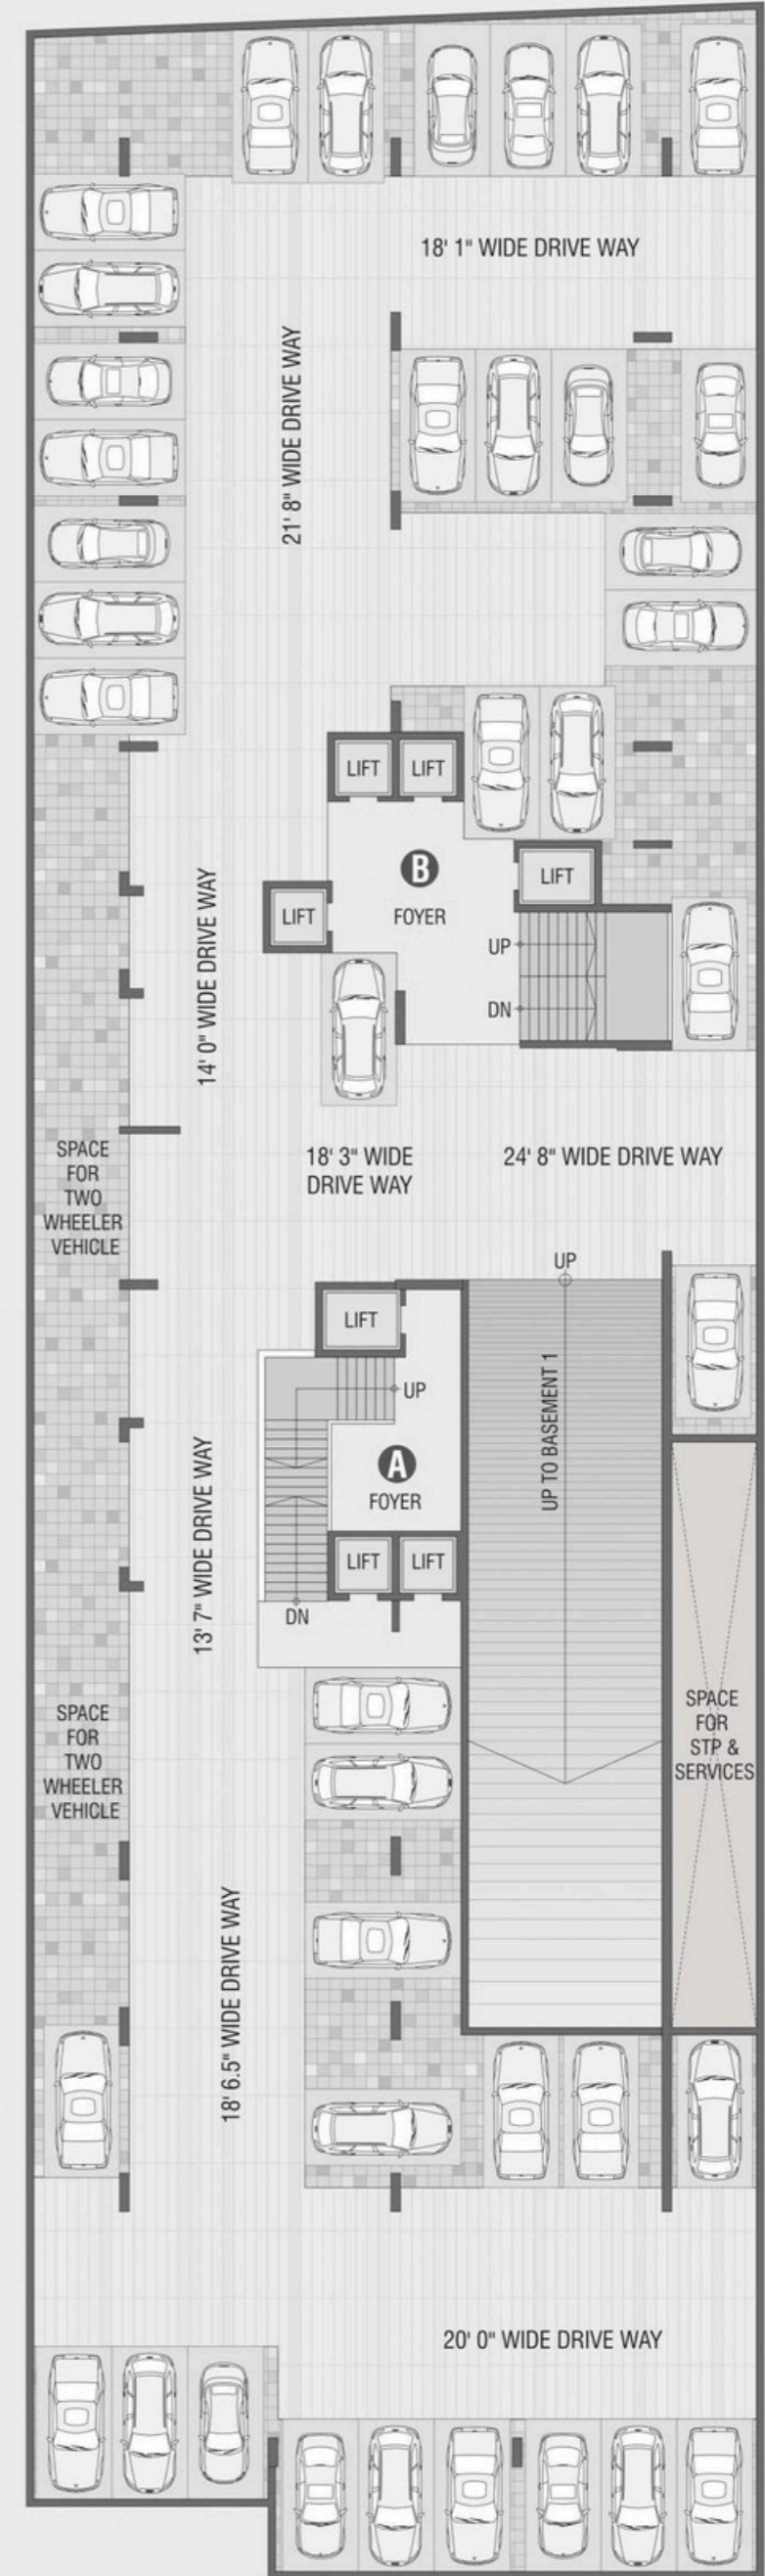 18' 1" WIDE DRIVE WAY
21' 8" WIDE DRIVE WAY
LIFT
LIFT
B
FOYER
LIFT
LIFT
UP
DN
14' 0" WIDE DRIVE WAY
SPACE
FOR
TWO
WHEELER
VEHICLE
18' 3" WIDE
DRIVE WAY
24' 8" WIDE DRIVE WAY
UP
LIFT
UP
UP TO BASEMENT 1
A
FOYER
13' 7" WIDE DRIVE WAY
LIFT
LIFT
DN
SPACE
FOR
TWO
WHEELER
VEHICLE
SPACE
FOR
STP &
SERVICES
18' 6.5" WIDE DRIVE WAY
20' 0" WIDE DRIVE WAY